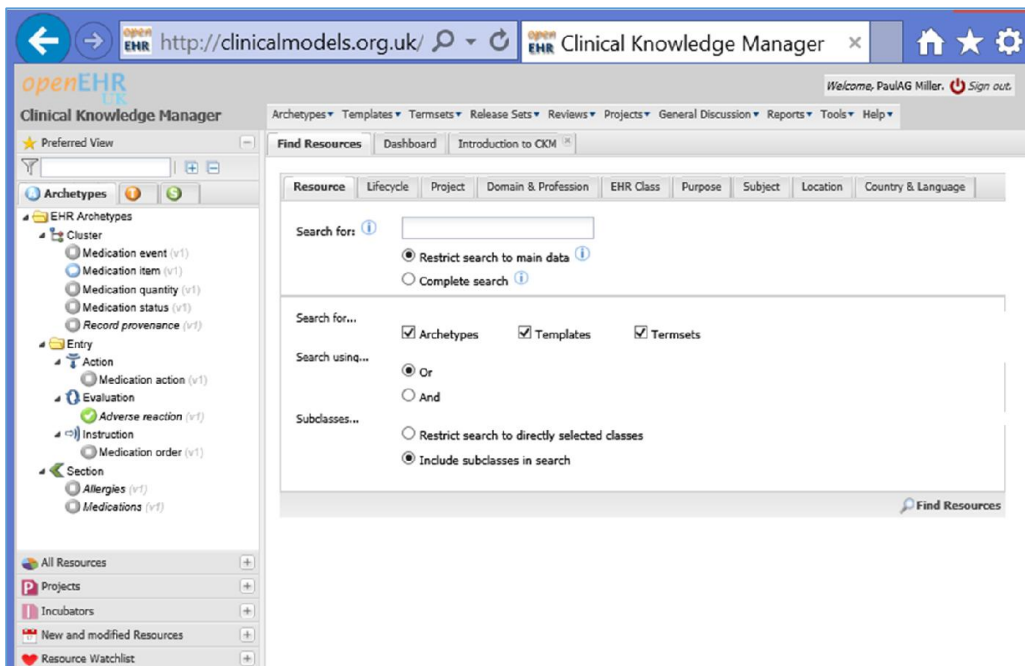 open EHR http://clinicalmodels.org.uk/ open EHR Clinical Knowledge Manager ×
openEHR
UK
Welcome, PaulAG Miller. Sign out.
Clinical Knowledge Manager
Archetypes Templates Termsets Release Sets Reviews Projects General Discussion Reports Tools Help
Preferred View
Find Resources Dashboard Introduction to CKM
Archetypes T S
EHR Archetypes
Cluster
Medication event (v1)
Medication item (v1)
Medication quantity (v1)
Medication status (v1)
Record provenance (v1)
Entry
Action
Medication action (v1)
Evaluation
Adverse reaction (v1)
Instruction
Medication order (v1)
Section
Allergies (v1)
Medications (v1)
All Resources
P Projects
Incubators
New and modified Resources
Resource Watchlist
Resource Lifecycle Project Domain & Profession EHR Class Purpose Subject Location Country & Language
Search for: i
Restrict search to main data i
Complete search i
Search for...
Archetypes Templates Termsets
Search using...
Or
And
Subclasses...
Restrict search to directly selected classes
Include subclasses in search
Find Resources